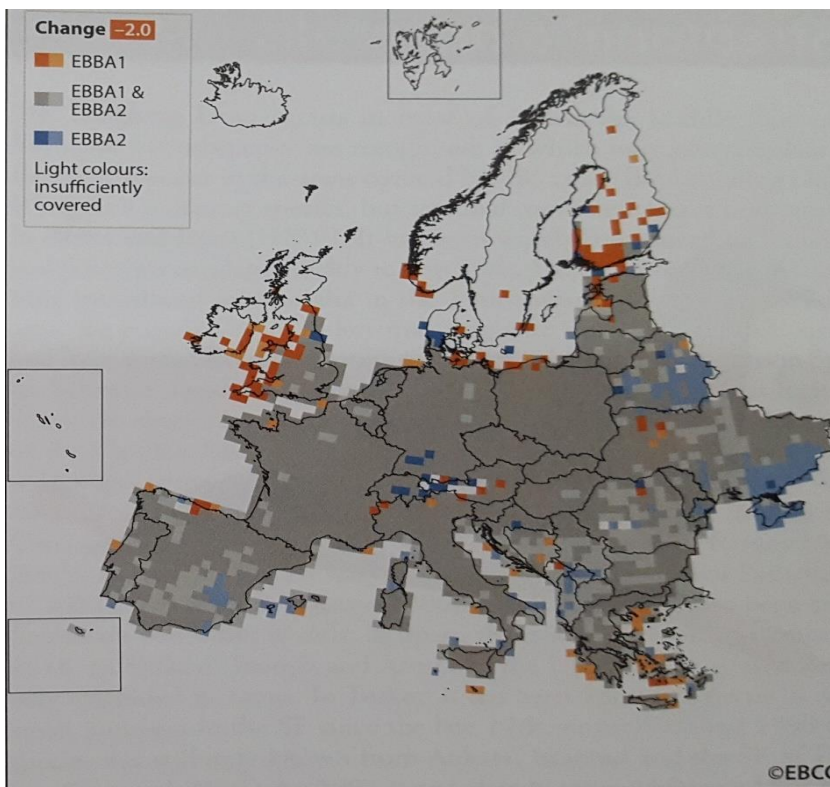 Change -2.0
EBBA1
EBBA1 &
EBBA2
EBBA2
Light colours:
insufficiently
covered
©EBCC